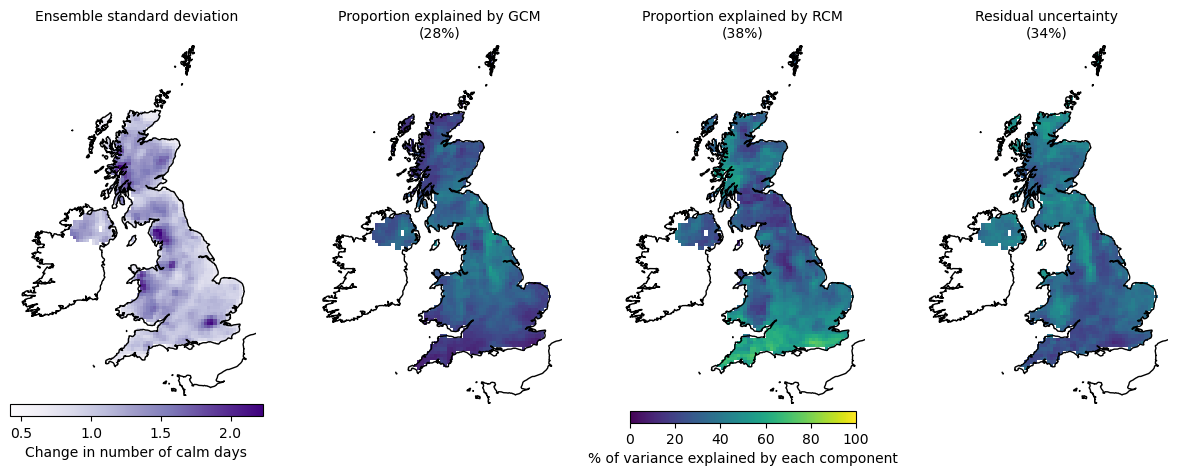 Ensemble standard deviation
Proportion explained by GCM
(28%)
Proportion explained by RCM
(38%)
Residual uncertainty
(34%)
0.5 1.0 1.5 2.0
Change in number of calm days
0 20 40 60 80 100
% of variance explained by each component